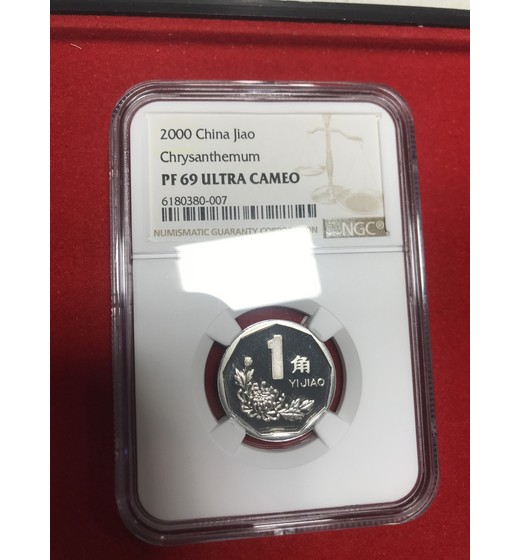 2000 China Jiao
Chrysanthemum
PF 69 ULTRA CAMEO
6180380-007
NUMISMATIC GUARANTY CORPORATION
NGC®
1 角
YI JIAO